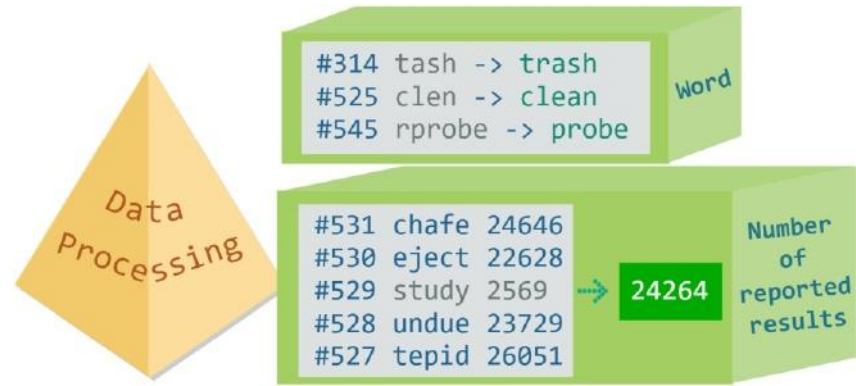 Data
Processing
#314 tash -> trash
#525 clen -> clean
#545 rprobe -> probe
Word
#531 chafe 24646
#530 eject 22628
#529 study 2569
#528 undue 23729
#527 tepid 26051
24264
Number
of
reported
results